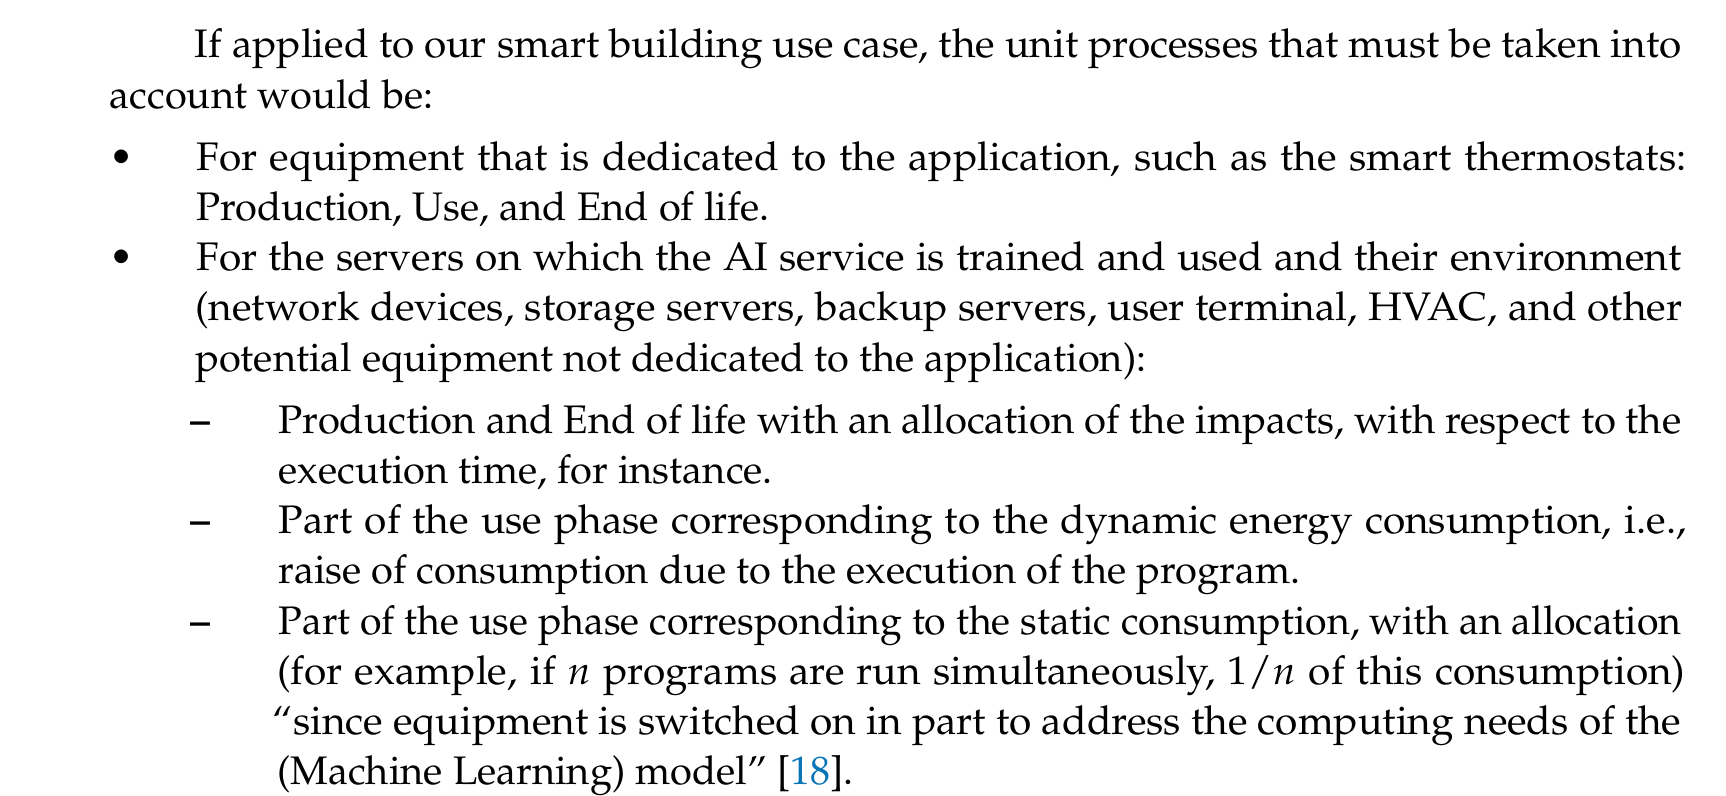 If applied to our smart building use case, the unit processes that must be taken into
account would be:
• For equipment that is dedicated to the application, such as the smart thermostats:
Production, Use, and End of life.
• For the servers on which the AI service is trained and used and their environment
(network devices, storage servers, backup servers, user terminal, HVAC, and other
potential equipment not dedicated to the application):
– Production and End of life with an allocation of the impacts, with respect to the
execution time, for instance.
– Part of the use phase corresponding to the dynamic energy consumption, i.e.,
raise of consumption due to the execution of the program.
– Part of the use phase corresponding to the static consumption, with an allocation
(for example, if n programs are run simultaneously, 1/n of this consumption)
“since equipment is switched on in part to address the computing needs of the
(Machine Learning) model” [18].